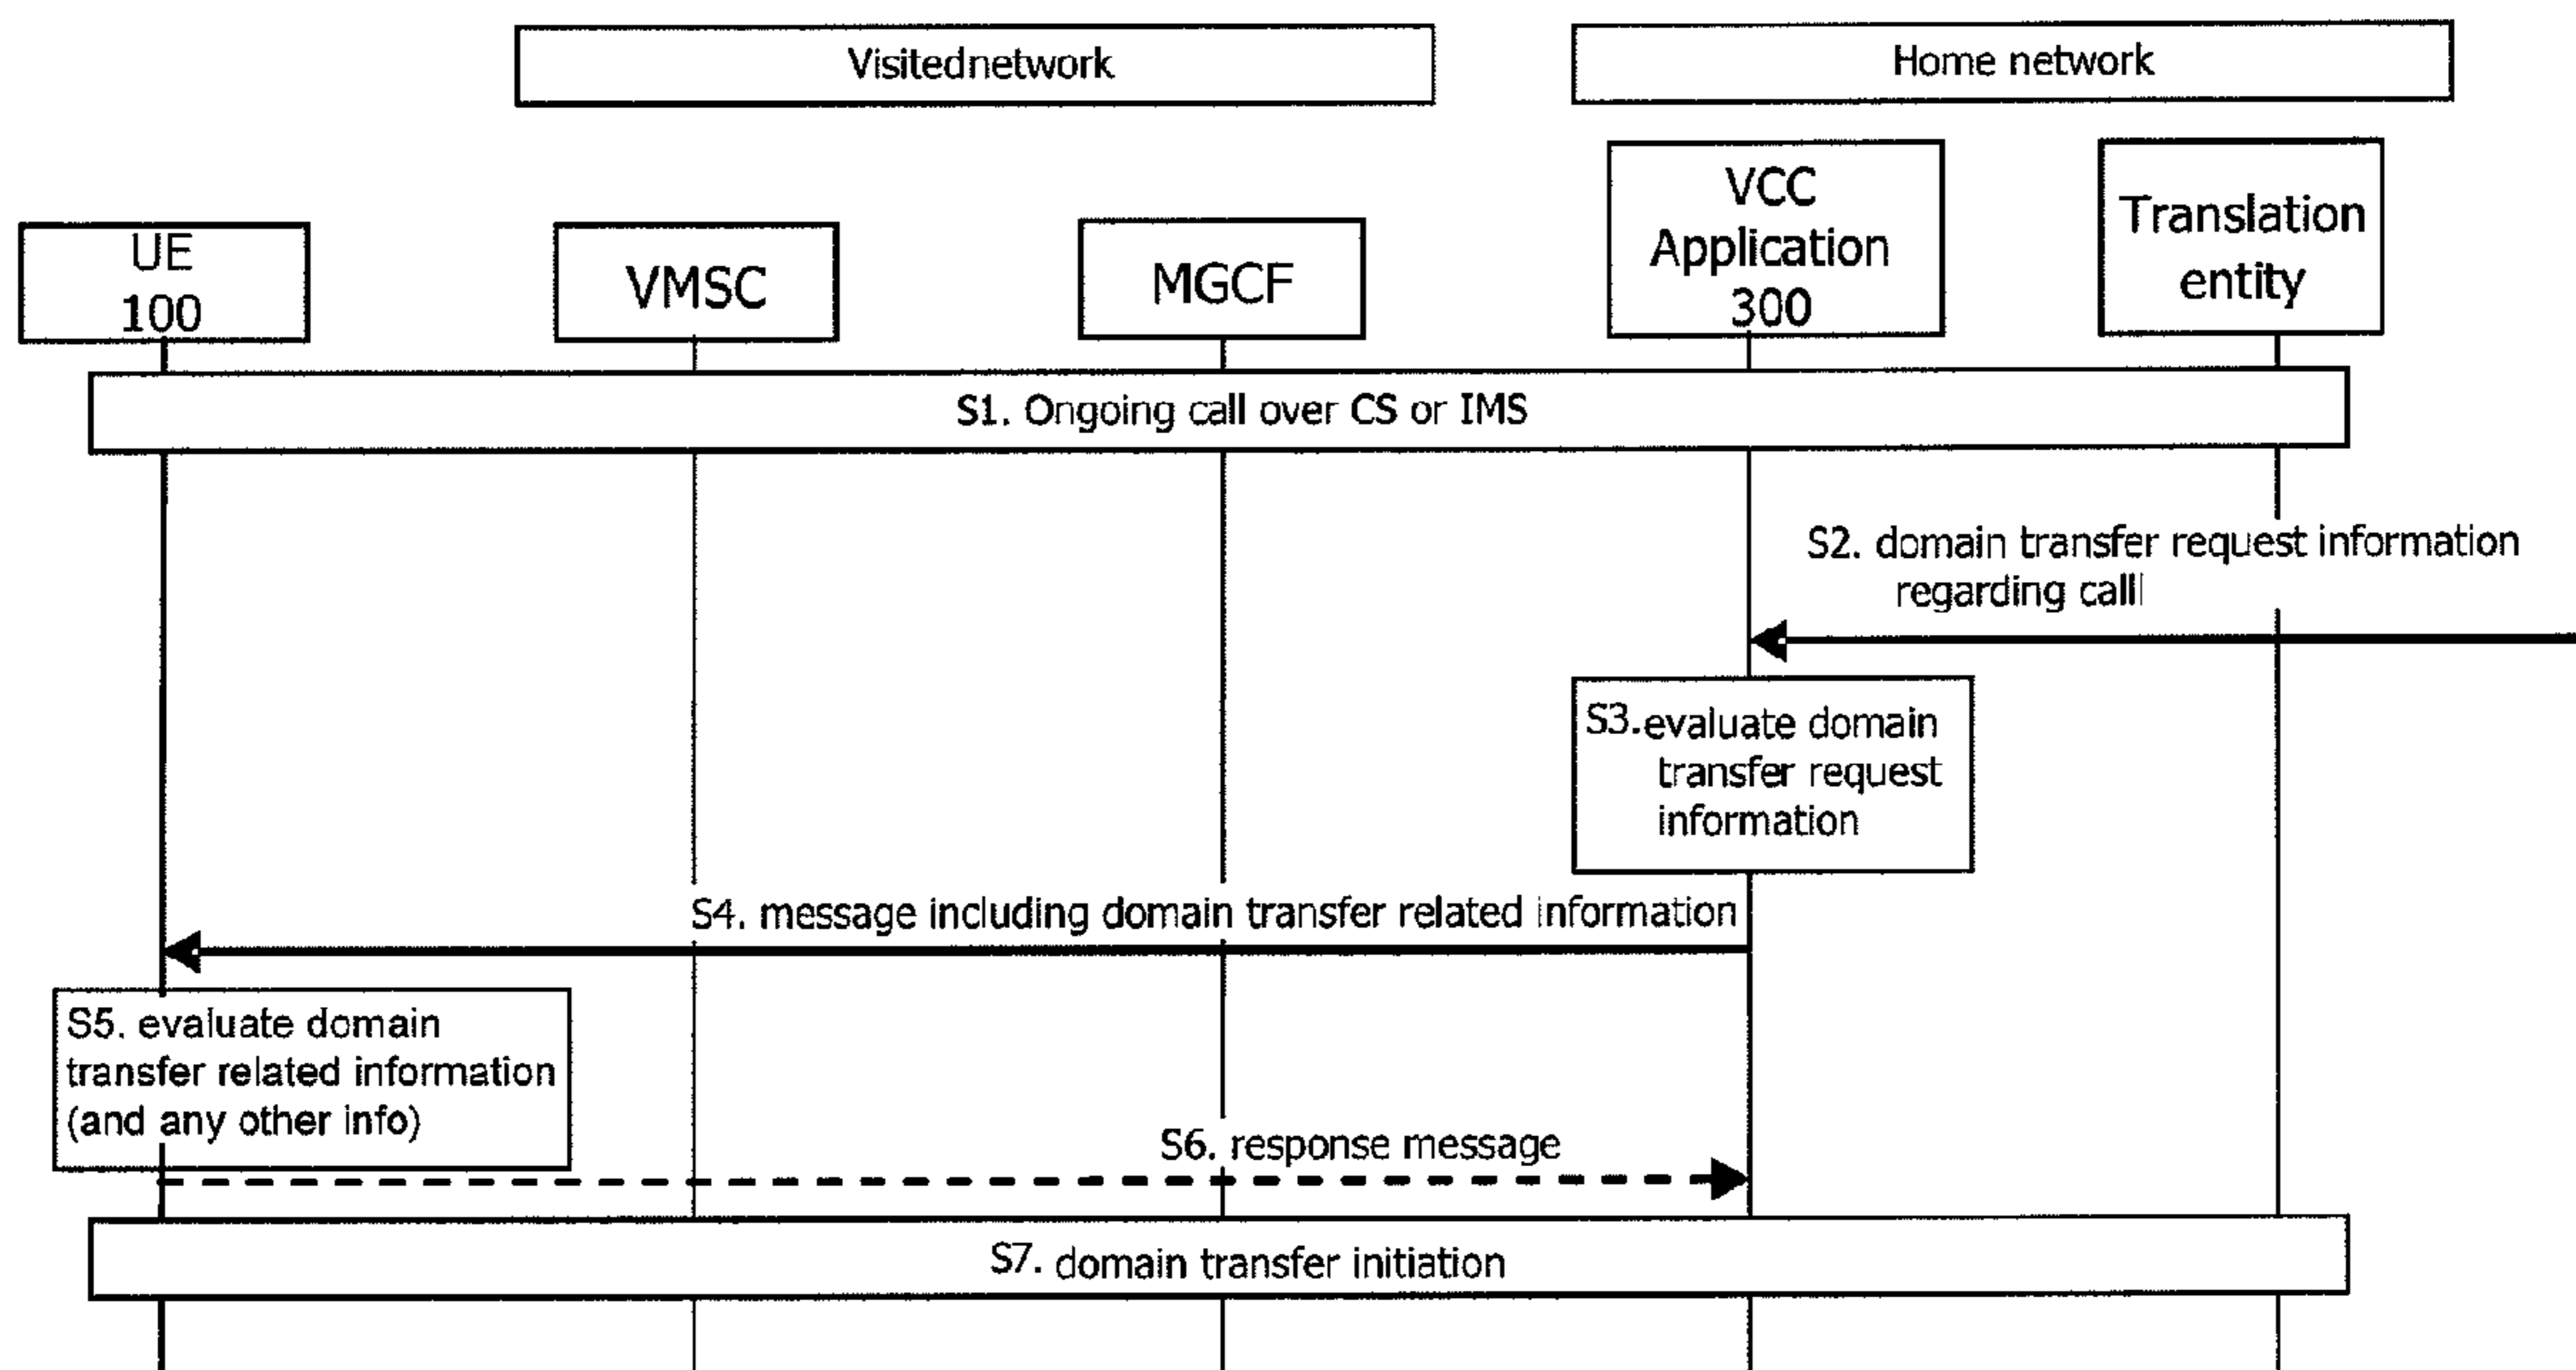 Visitednetwork
Home network
UE
100
VMSC
MGCF
VCC
Application
300
Translation
entity
S1. Ongoing call over CS or IMS
S2. domain transfer request information
regarding call
S3. evaluate domain
transfer request
information
S4. message including domain transfer related information
S5. evaluate domain
transfer related information
(and any other info)
S6. response message
S7. domain transfer initiation